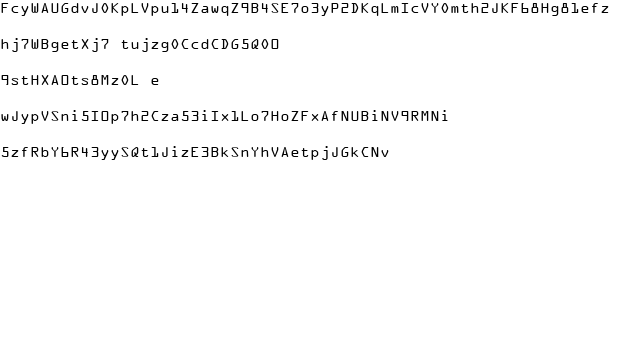 FcyWAUGdvJ0KpLVpu14ZawqZ9B4SE7o3yP2DKqLmIcVY0mth2JKF68Hg81efz
hj7WBgetXj7 tujzg0CcdCDG5Q0O
9stHXAOts8Mz0L e
wJypVSni5IOp7h2Cza53iIx1Lo7HoZFxAfNUBiNV9RMNi
5zfRbY6R43yySQt1JizE3BkSnYhVAetpjJGkCNv